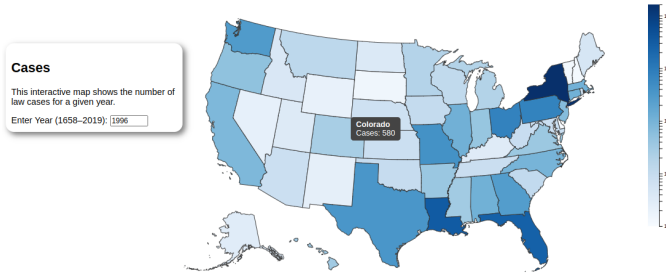 Cases
This interactive map shows the number of
law cases for a given year.
Enter Year (1658–2019): 1996
Colorado
Cases: 580